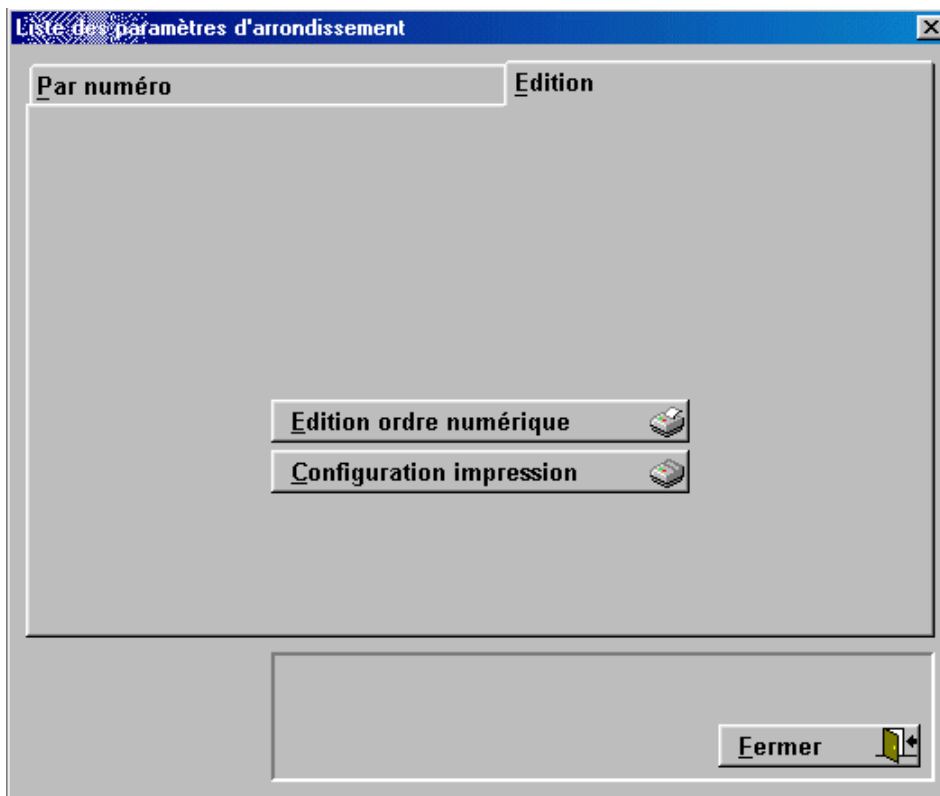 Liste des paramètres d'arrondissement
Par numéro
Edition
Edition ordre numérique
Configuration impression
Fermer